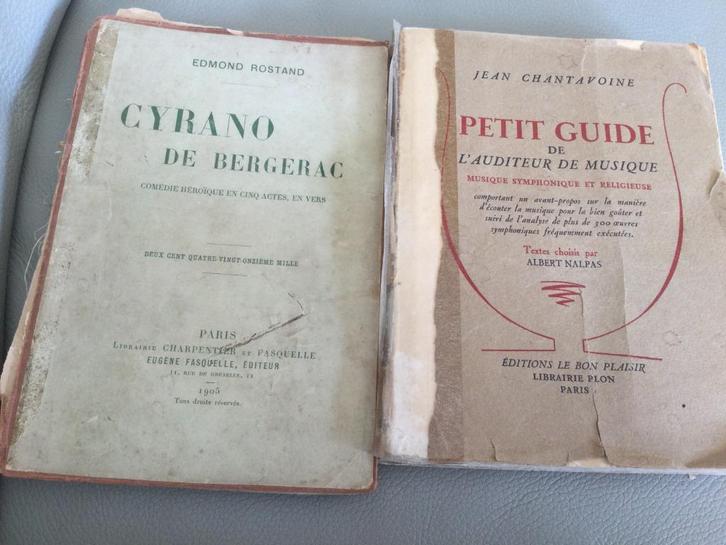 EDMOND ROSTAND
CYRANO
DE BERGERAC
COMÉDIE HÉROÏQUE EN CINQ ACTES, EN VERS
DEUX CENT QUATRE-VINGT-ONZIÈME MILLE
PARIS
LIBRAIRIE CHARPENTIER ET FASQUELLE
EUGÈNE FASQUELLE, ÉDITEUR
11, RUE DE GRENELLE, 11
1905
Tous droits réservés.
JEAN CHANTAVOINE
PETIT GUIDE
DE
L'AUDITEUR DE MUSIQUE
MUSIQUE SYMPHONIQUE ET RELIGIEUSE
comportant un avant-propos sur la manière
d'écouter la musique pour la bien goûter et
suivi de l'analyse de plus de 300 œuvres
symphoniques fréquemment exécutées.
Textes choisis par
ALBERT NALPAS
ÉDITIONS LE BON PLAISIR
LIBRAIRIE PLON
PARIS